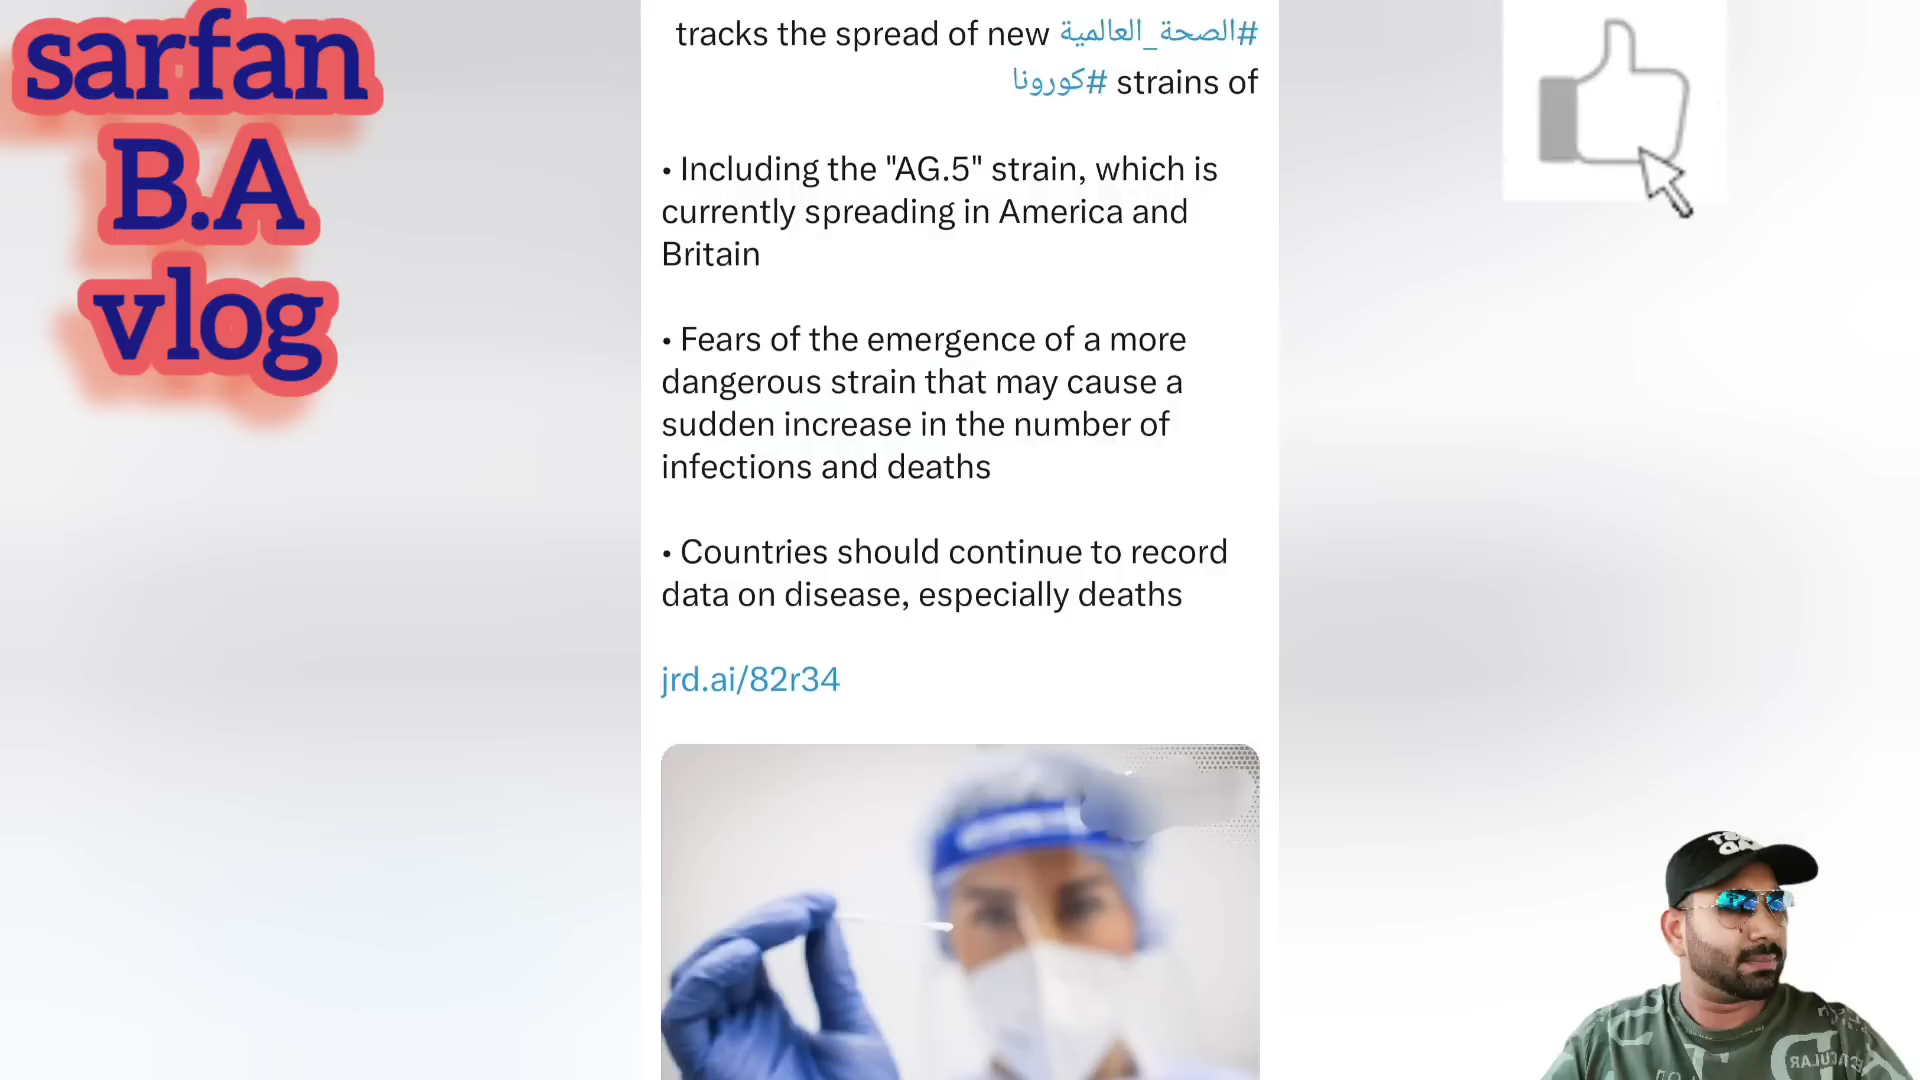 sarfan
B.A
vlog
tracks the spread of new #الصحة_العالمية
#كورونا strains of
• Including the "AG.5" strain, which is
currently spreading in America and
Britain
• Fears of the emergence of a more
dangerous strain that may cause a
sudden increase in the number of
infections and deaths
• Countries should continue to record
data on disease, especially deaths
jrd.ai/82r34